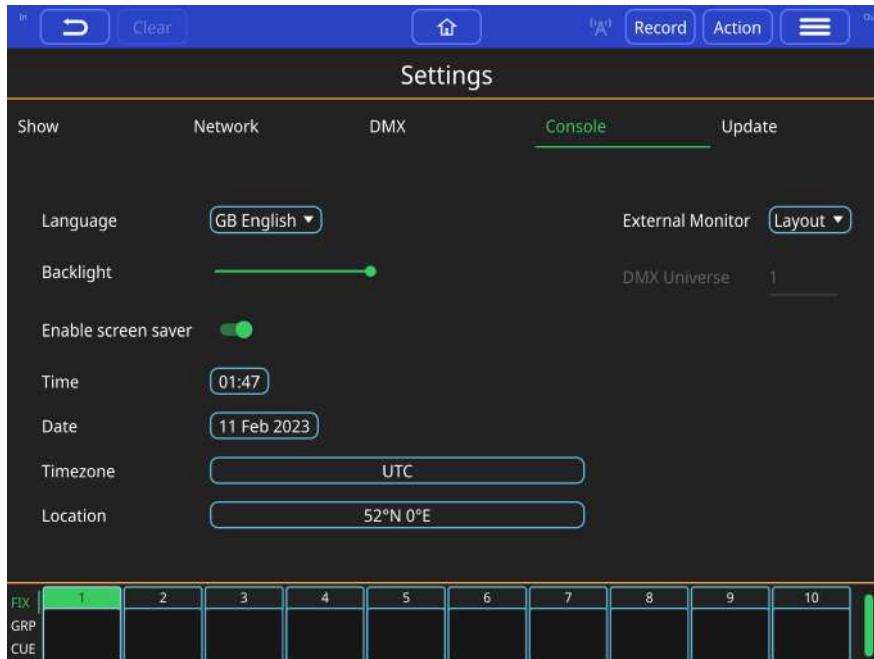 In Clear Record Action
Settings
Show Network DMX Console Update
Language GB English External Monitor Layout
Backlight DMX Universe 1
Enable screen saver
Time 01:47
Date 11 Feb 2023
Timezone UTC
Location 52°N 0°E
FIX 1 2 3 4 5 6 7 8 9 10
GRP
CUE